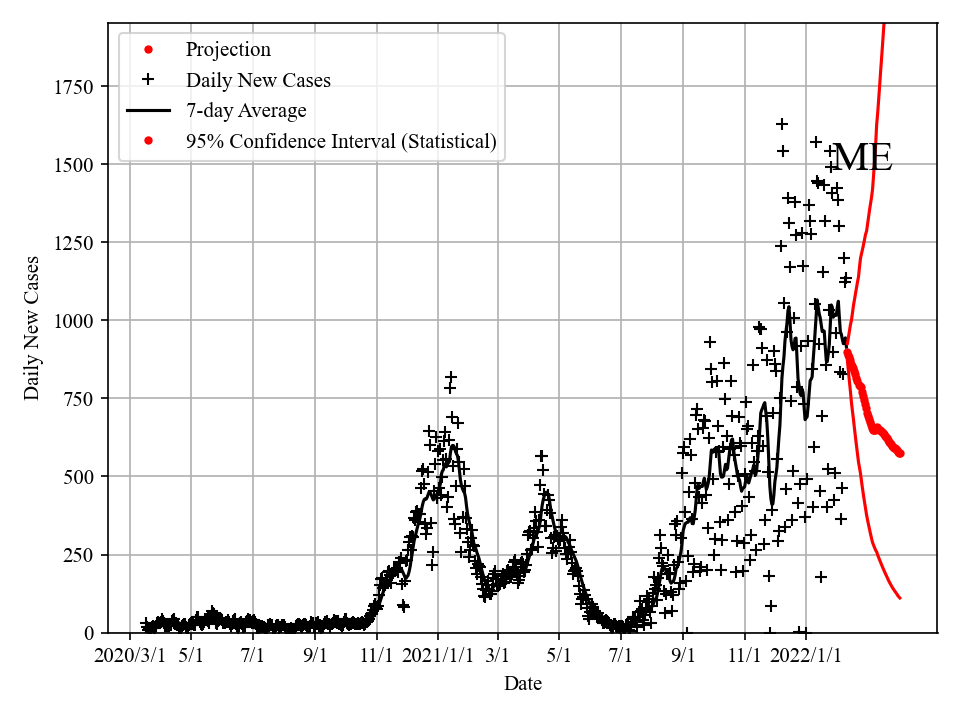 Projection
Daily New Cases
7-day Average
95% Confidence Interval (Statistical)
ME
1750
1500
1250
1000
750
500
250
0
Daily New Cases
2020/3/1 5/1 7/1 9/1 11/1 2021/1/1 3/1 5/1 7/1 9/1 11/1 2022/1/1
Date